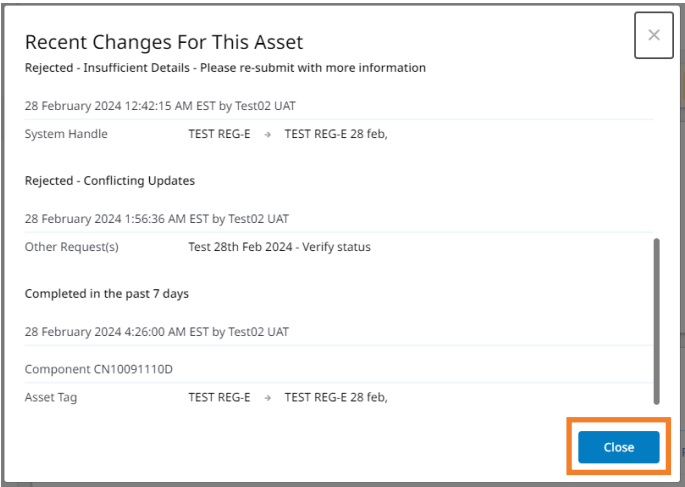 Recent Changes For This Asset
Rejected - Insufficient Details - Please re-submit with more information
28 February 2024 12:42:15 AM EST by Test02 UAT
System Handle TEST REG-E → TEST REG-E 28 feb,
Rejected - Conflicting Updates
28 February 2024 1:56:36 AM EST by Test02 UAT
Other Request(s) Test 28th Feb 2024 - Verify status
Completed in the past 7 days
28 February 2024 4:26:00 AM EST by Test02 UAT
Component CN10091110D
Asset Tag TEST REG-E → TEST REG-E 28 feb,
Close